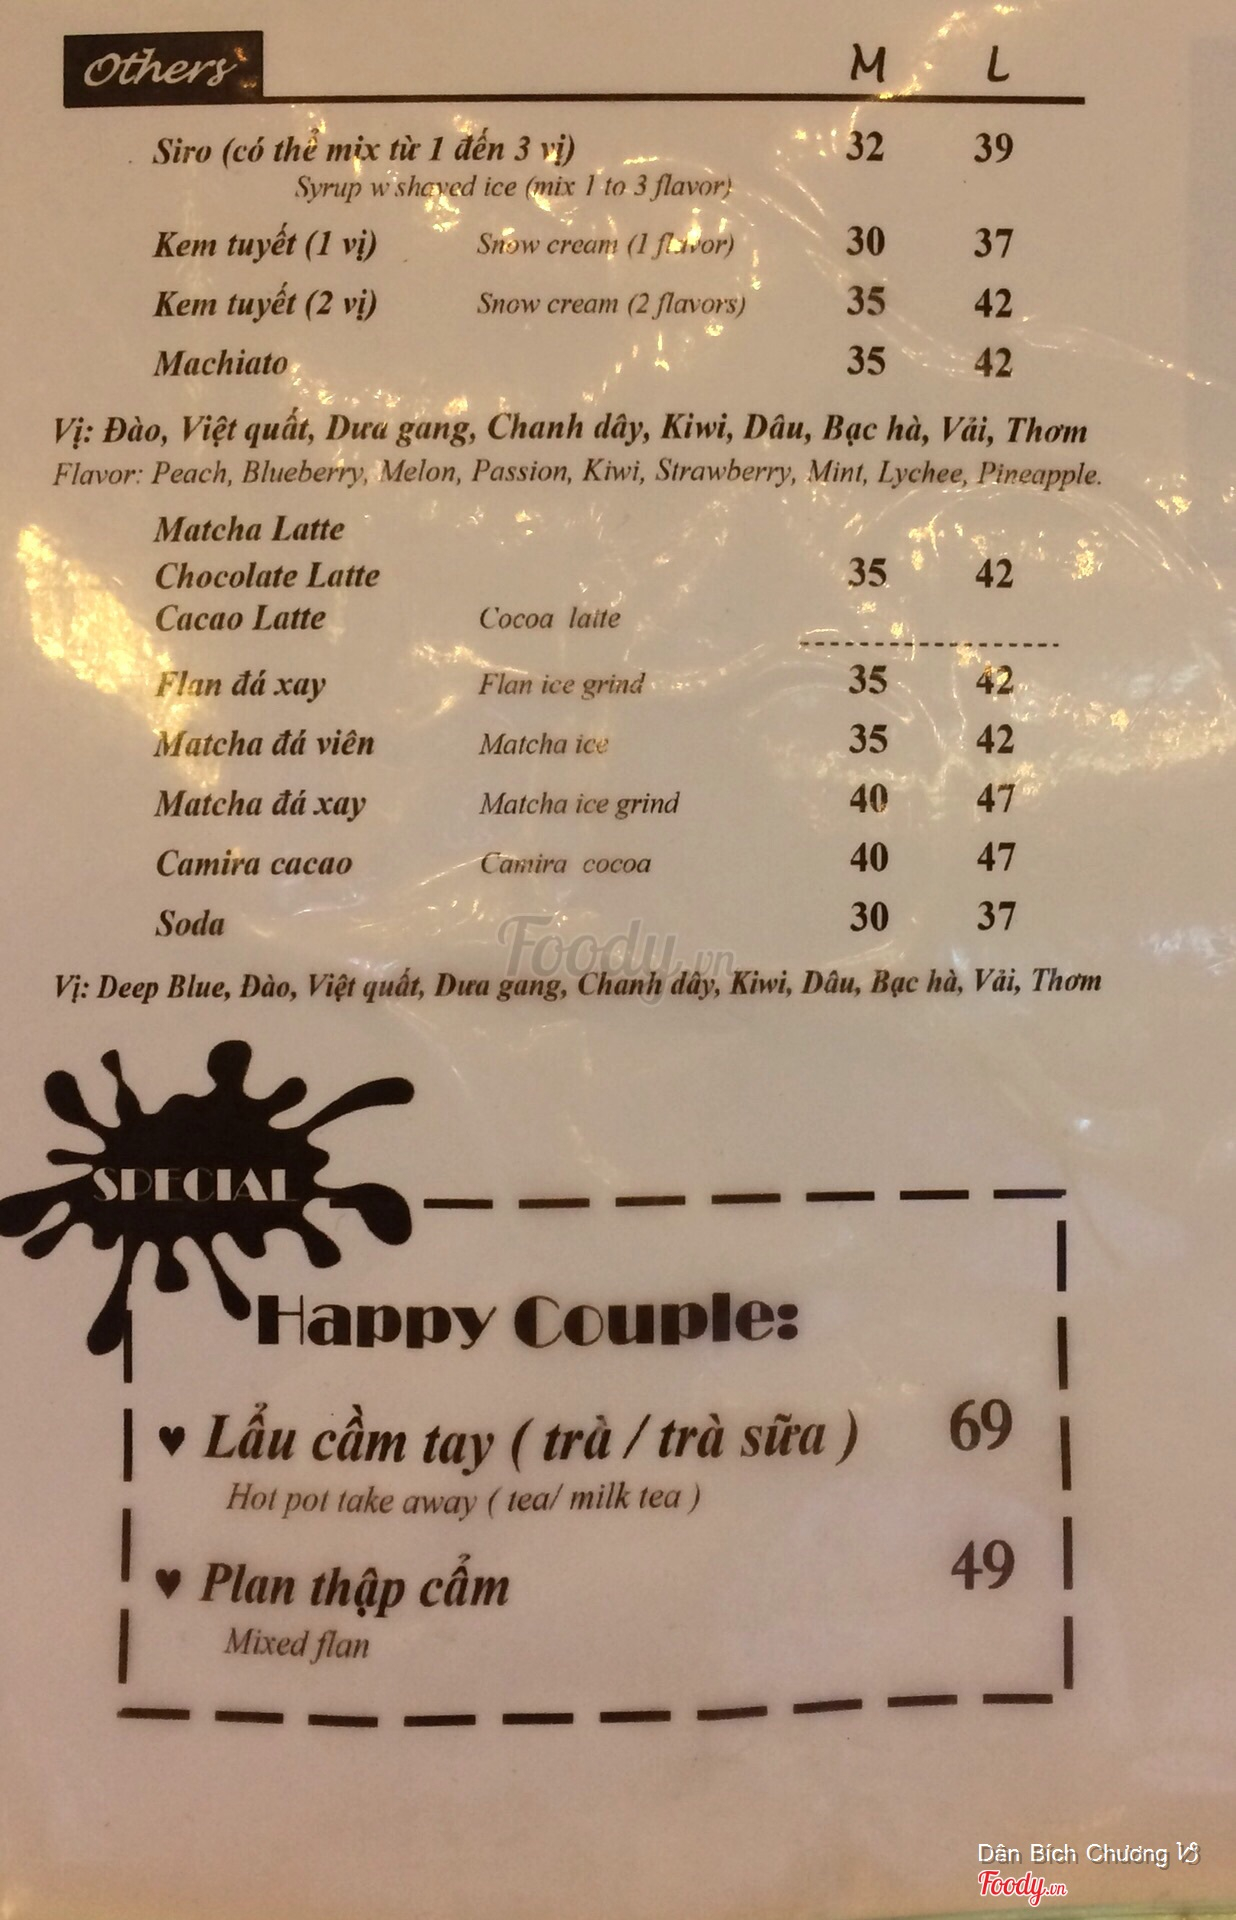 Others M L
Siro (có thể mix từ 1 đến 3 vị) 32 39
Syrup w shaved ice (mix 1 to 3 flavor)
Kem tuyết (1 vị) Snow cream (1 flavor) 30 37
Kem tuyết (2 vị) Snow cream (2 flavors) 35 42
Machiato 35 42
Vị: Đào, Việt quất, Dưa gang, Chanh dây, Kiwi, Dâu, Bạc hà, Vải, Thơm
Flavor: Peach, Blueberry, Melon, Passion, Kiwi, Strawberry, Mint, Lychee, Pineapple.
Matcha Latte
Chocolate Latte 35 42
Cacao Latte Cocoa latte
Flan đá xay Flan ice grind 35 42
Matcha đá viên Matcha ice 35 42
Matcha đá xay Matcha ice grind 40 47
Camira cacao Camira cocoa 40 47
Soda 30 37
Foody.vn
Vị: Deep Blue, Đào, Việt quất, Dưa gang, Chanh dây, Kiwi, Dâu, Bạc hà, Vải, Thơm
SPECIAL
Happy Couple:
♥ Lẩu cầm tay ( trà / trà sữa ) 69
Hot pot take away ( tea/ milk tea )
♥ Plan thập cẩm 49
Mixed flan
Dân Bích Chương
Foody.vn